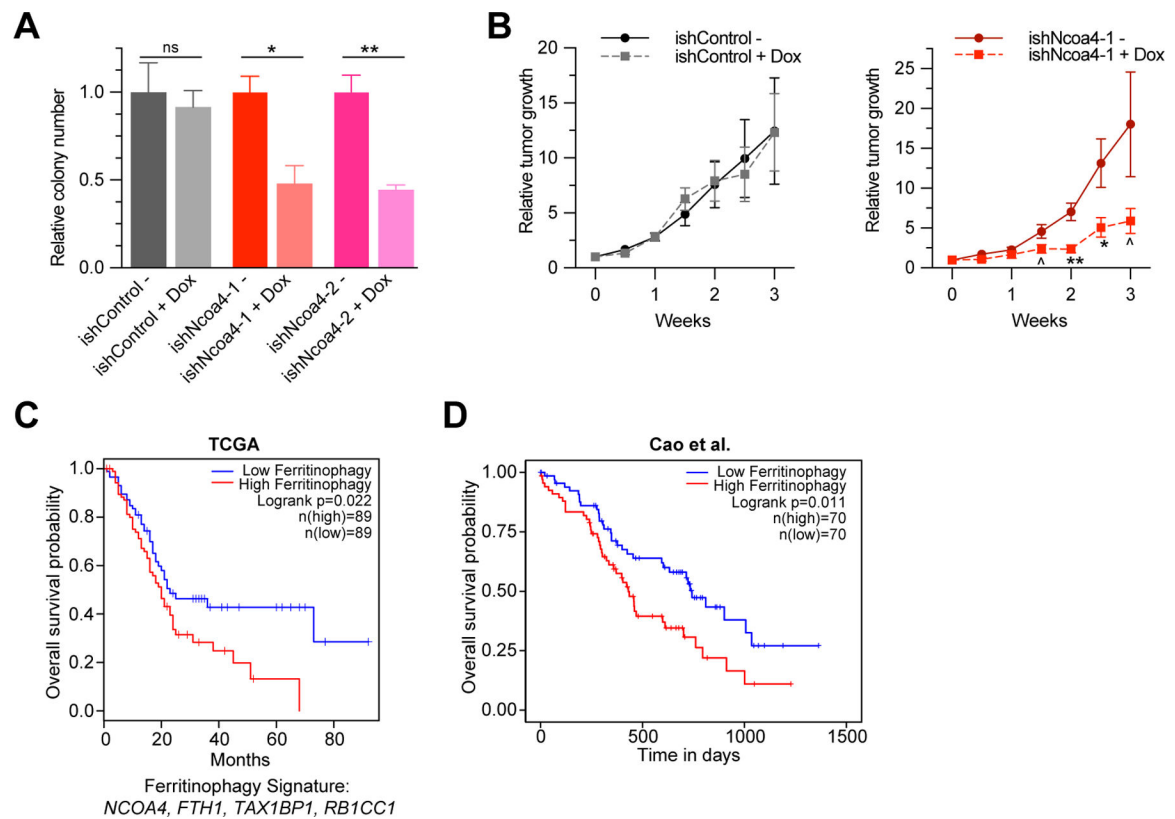 A
Relative colony number
1.0
0.5
0.0
ns
*
**
ishControl -
ishControl + Dox
ishNcoa4-1 -
ishNcoa4-1 + Dox
ishNcoa4-2 -
ishNcoa4-2 + Dox
B
ishControl -
ishControl + Dox
Relative tumor growth
20
15
10
5
0
0 1 2 3
Weeks
ishNcoa4-1 -
ishNcoa4-1 + Dox
Relative tumor growth
25
20
15
10
5
0
^ ** * ^
0 1 2 3
Weeks
C
TCGA
Overall survival probability
1.0
0.8
0.6
0.4
0.2
0.0
Low Ferritinophagy
High Ferritinophagy
Logrank p=0.022
n(high)=89
n(low)=89
0 20 40 60 80
Months
Ferritinophagy Signature:
NCOA4, FTH1, TAX1BP1, RB1CC1
D
Cao et al.
Overall survival probability
1.00
0.75
0.50
0.25
0.00
Low Ferritinophagy
High Ferritinophagy
Logrank p=0.011
n(high)=70
n(low)=70
0 500 1000 1500
Time in days